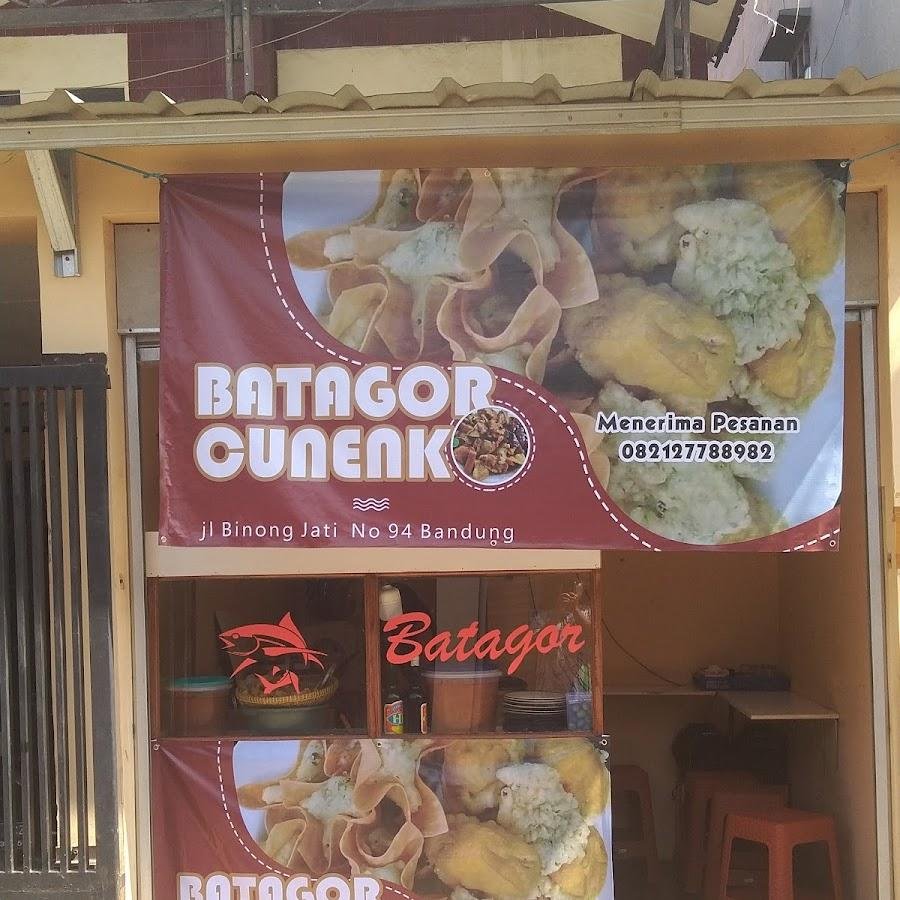 BATAGOR
CUNENK
Menerima Pesanan
082127788982
jl Binong Jati No 94 Bandung
Batagor
BATAGOR